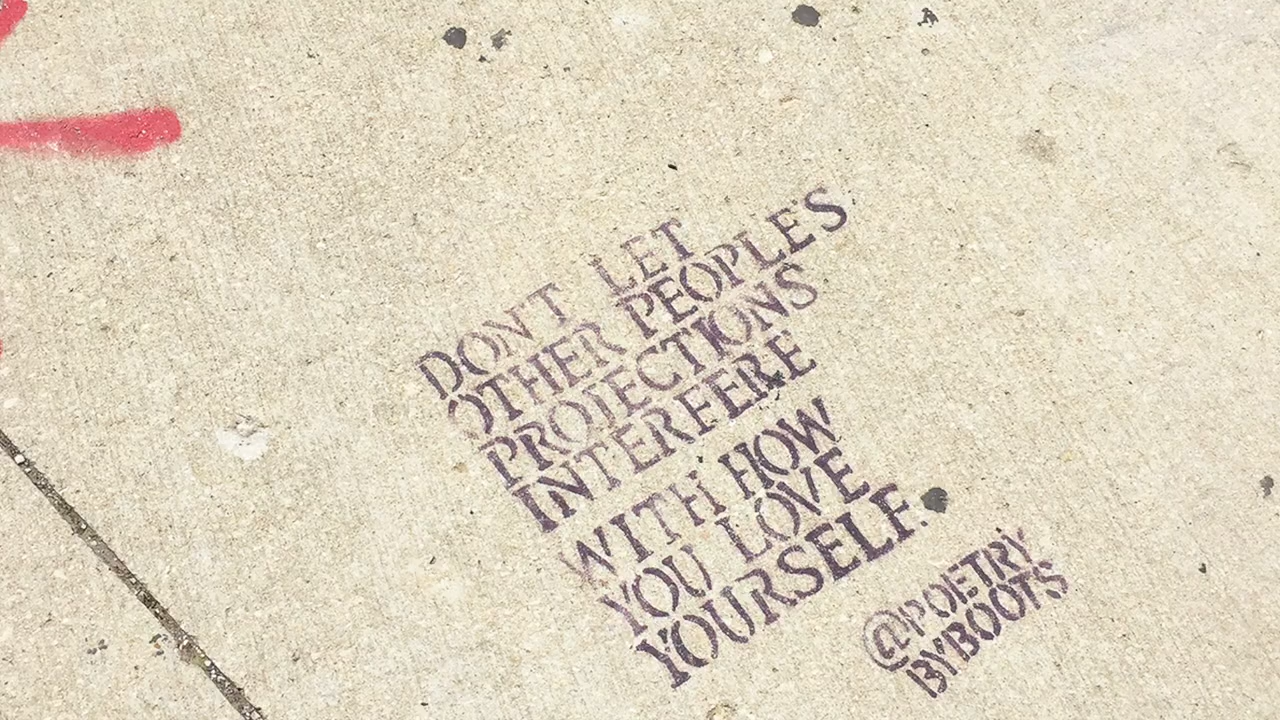 DON'T LET
OTHER PEOPLE'S
PROJECTIONS
INTERFERE
WITH HOW
YOU LOVE
YOURSELF.
@POETRY
BYBOOTS